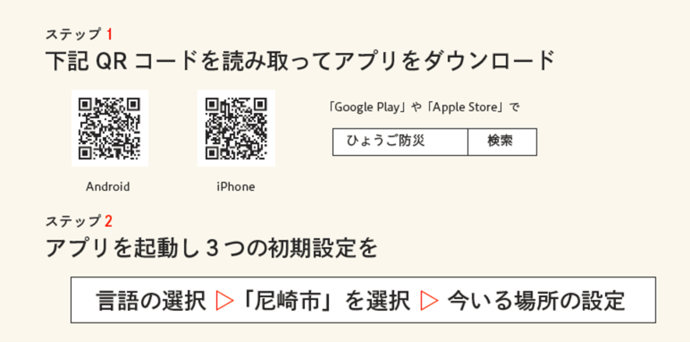 ステップ 1
下記 QR コードを読み取ってアプリをダウンロード
「Google Play」や「Apple Store」で
ひょうご防災 検索
Android iPhone
ステップ 2
アプリを起動し 3 つの初期設定を
言語の選択 ▷ 「尼崎市」を選択 ▷ 今いる場所の設定